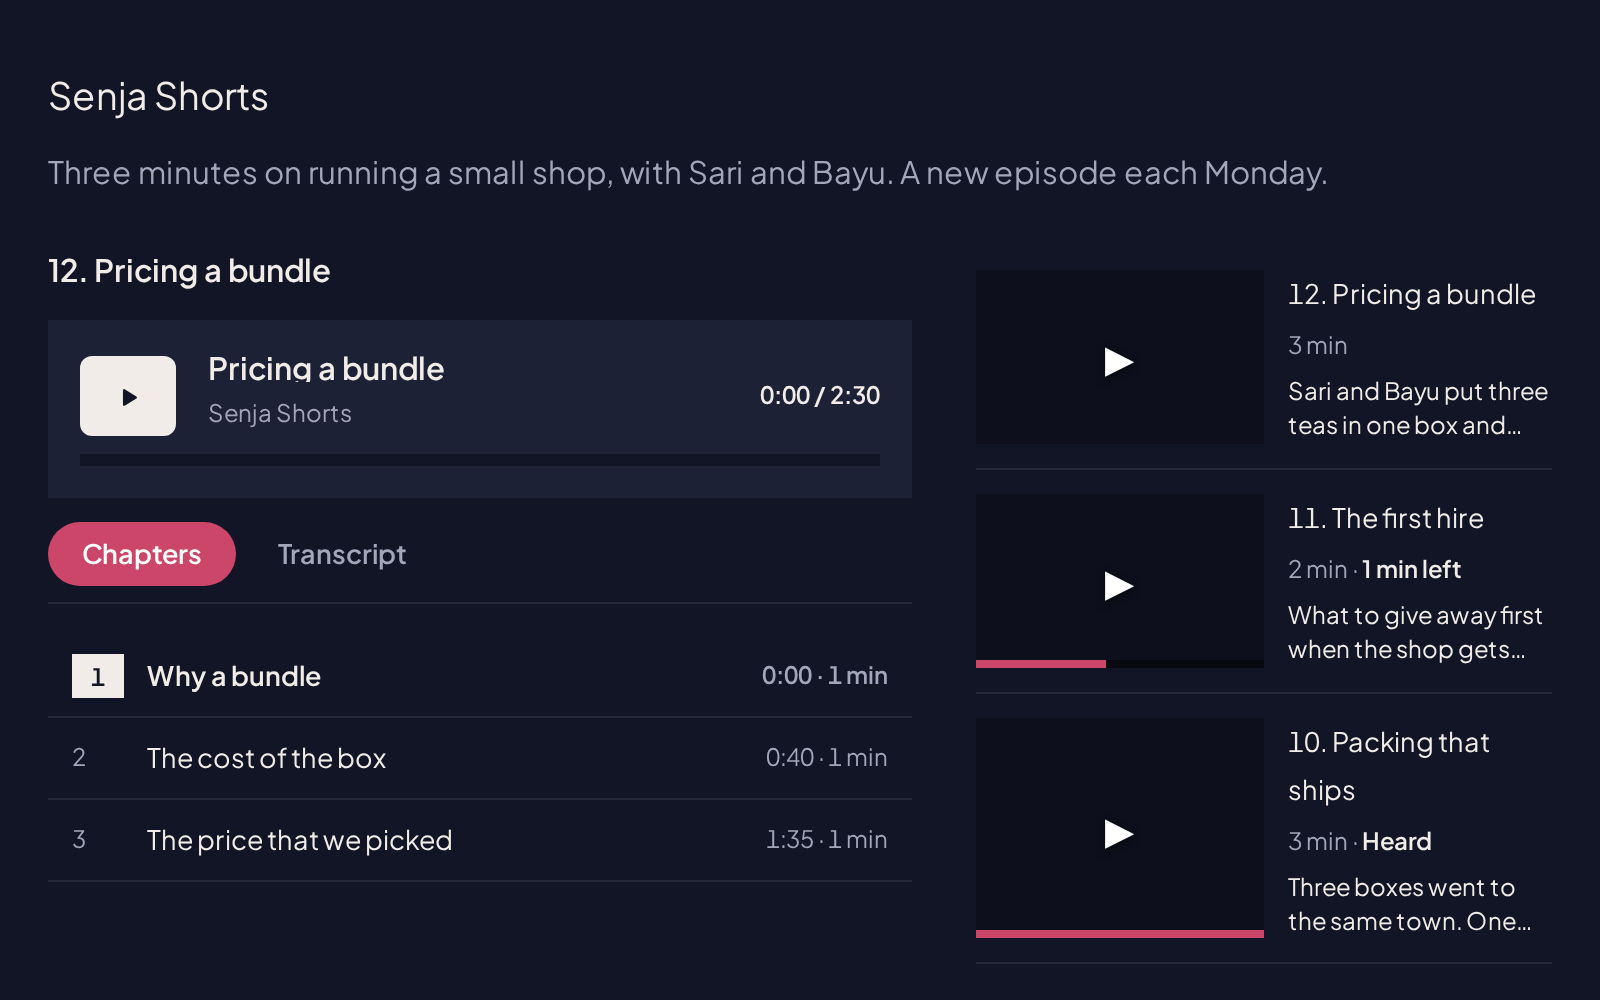 Senja Shorts
Three minutes on running a small shop, with Sari and Bayu. A new episode each Monday.
12. Pricing a bundle
Pricing a bundle
Senja Shorts
0:00 / 2:30
Chapters
Transcript
1 Why a bundle 0:00 · 1 min
2 The cost of the box 0:40 · 1 min
3 The price that we picked 1:35 · 1 min
12. Pricing a bundle
3 min
Sari and Bayu put three
teas in one box and…
11. The first hire
2 min · 1 min left
What to give away first
when the shop gets…
10. Packing that
ships
3 min · Heard
Three boxes went to
the same town. One…